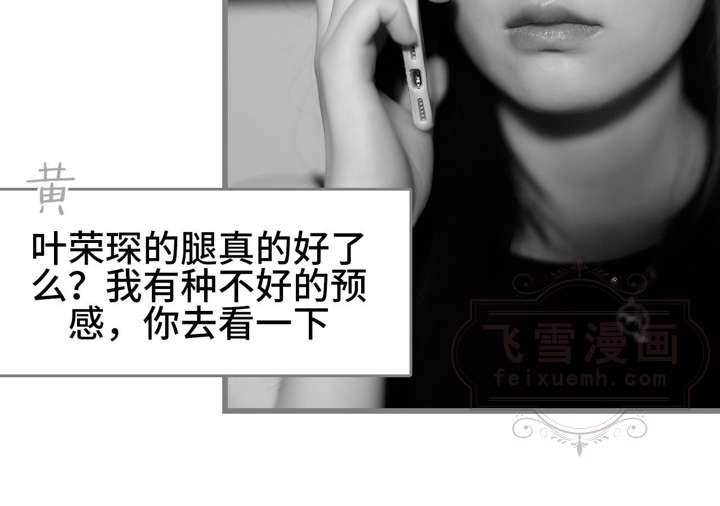 黄
叶荣琛的腿真的好了
么？我有种不好的预
感，你去看一下
飞雪漫画
feixuemh.com